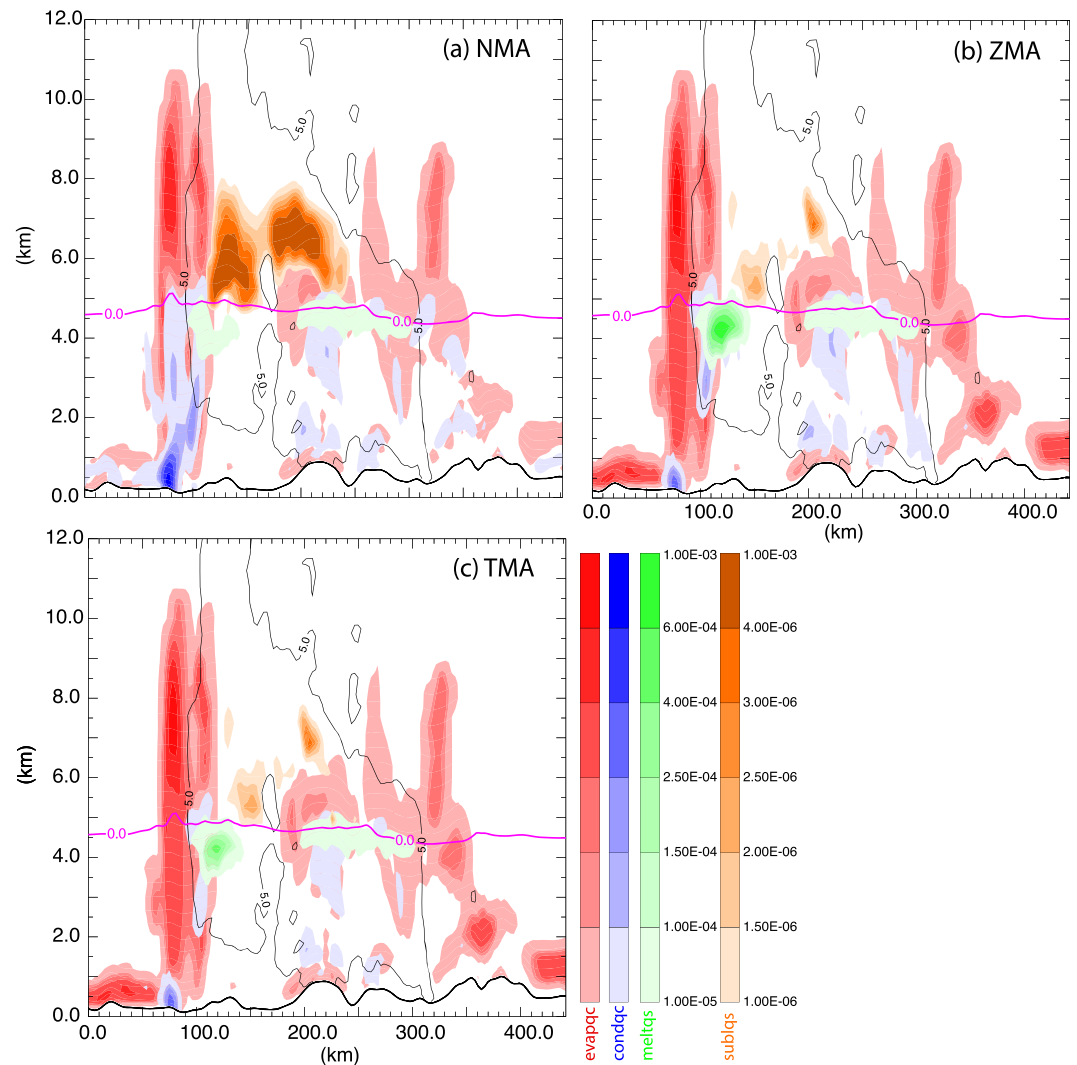 12.0
10.0
8.0
6.0
4.0
2.0
0.0
(km)
(a) NMA
5.0
5.0
5.0
5.0
0.0
0.0
(b) ZMA
5.0
5.0
5.0
5.0
0.0
0.0
0.0 100.0 200.0 300.0 400.0
(km)
12.0
10.0
8.0
6.0
4.0
2.0
0.0
(km)
(c) TMA
5.0
5.0
5.0
5.0
0.0
0.0
0.0 100.0 200.0 300.0 400.0
(km)
1.00E-03 1.00E-03
6.00E-04 4.00E-06
4.00E-04 3.00E-06
2.50E-04 2.50E-06
1.50E-04 2.00E-06
1.00E-04 1.50E-06
1.00E-05 1.00E-06
evapqc
condqc
meltqs
sublqs